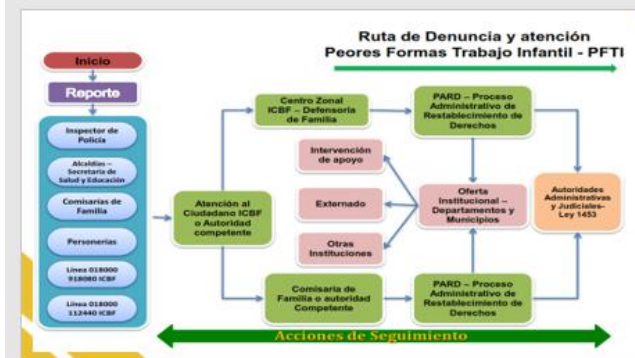 Ruta de Denuncia y atención
Peores Formas Trabajo Infantil - PFTI
Inicio
Reporte
Inspector de
Policía
Alcaldías –
Secretaría de
Salud y Educación
Comisarías de
Familia
Personerías
Línea 018000
918080 ICBF
Línea 018000
112440 ICBF
Atención al
Ciudadano ICBF
o Autoridad
competente
Centro Zonal
ICBF – Defensoría
de Familia
PARD – Proceso
Administrativo de
Restablecimiento de
Derechos
Intervención
de apoyo
Externado
Otras
Instituciones
Oferta
Institucional –
Departamentos y
Municipios
Autoridades
Administrativas
y Judiciales-
Ley 1453
Comisaria de
Familia o autoridad
Competente
PARD – Proceso
Administrativo de
Restablecimiento de
Derechos
Acciones de Seguimiento